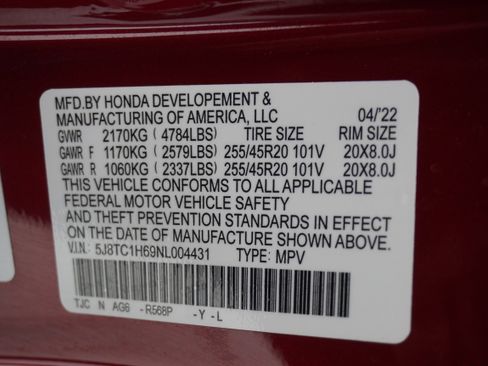 MFD.BY HONDA DEVELOPEMENT &
MANUFACTURING OF AMERICA, LLC 04/'22
GVWR 2170KG (4784LBS) TIRE SIZE RIM SIZE
GAWR F 1170KG (2579LBS) 255/45R20 101V 20X8.0J
GAWR R 1060KG (2337LBS) 255/45R20 101V 20X8.0J
THIS VEHICLE CONFORMS TO ALL APPLICABLE
FEDERAL MOTOR VEHICLE SAFETY
AND THEFT PREVENTION STANDARDS IN EFFECT
ON THE DATE OF MANUFACTURE SHOWN ABOVE.
V.I.N.: 5J8TC1H69NL004431 TYPE: MPV
TJC N AG6 - R568P - Y - L